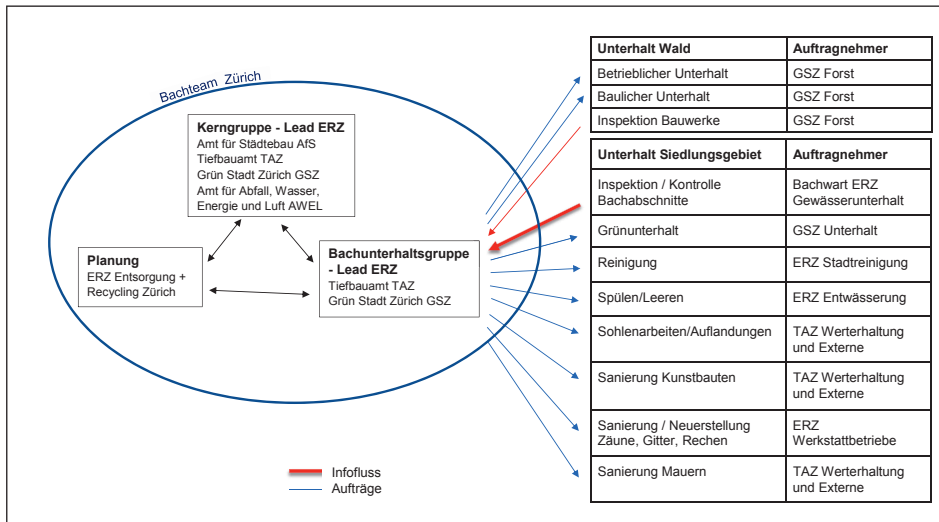 Bachteam Zürich
Kerngruppe - Lead ERZ
Amt für Städtebau AfS
Tiefbauamt TAZ
Grün Stadt Zürich GSZ
Amt für Abfall, Wasser,
Energie und Luft AWEL
Planung
ERZ Entsorgung +
Recycling Zürich
Bachunterhaltsgruppe
- Lead ERZ
Tiefbauamt TAZ
Grün Stadt Zürich GSZ
Infofluss
Aufträge
Unterhalt Wald Auftragnehmer
Betrieblicher Unterhalt GSZ Forst
Baulicher Unterhalt GSZ Forst
Inspektion Bauwerke GSZ Forst
Unterhalt Siedlungsgebiet Auftragnehmer
Inspektion / Kontrolle Bachwart ERZ
Bachabschnitte Gewässerunterhalt
Grünunterhalt GSZ Unterhalt
Reinigung ERZ Stadtreinigung
Spülen/Leeren ERZ Entwässerung
Sohlenarbeiten/Auflandungen TAZ Werterhaltung
und Externe
Sanierung Kunstbauten TAZ Werterhaltung
und Externe
Sanierung / Neuerstellung ERZ
Zäune, Gitter, Rechen Werkstattbetriebe
Sanierung Mauern TAZ Werterhaltung
und Externe